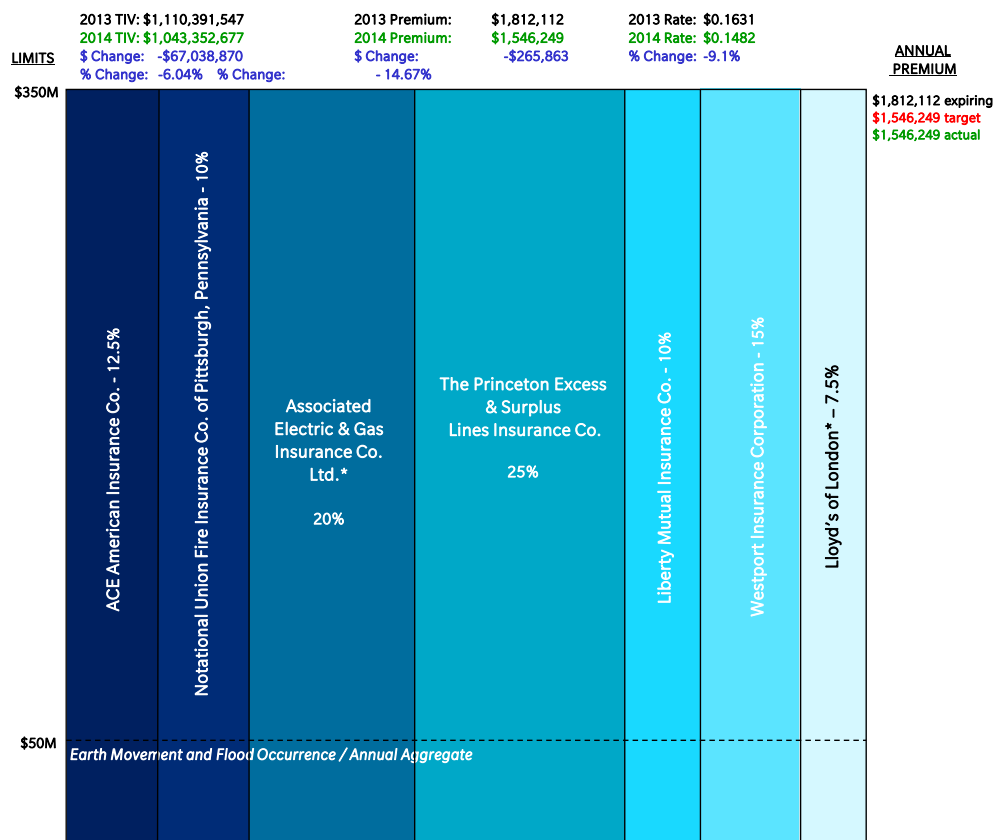 2013 TIV: $1,110,391,547
2014 TIV: $1,043,352,677
$ Change: -$67,038,870
% Change: -6.04% % Change:
2013 Premium: $1,812,112
2014 Premium: $1,546,249
$ Change: -$265,863
- 14.67%
2013 Rate: $0.1631
2014 Rate: $0.1482
% Change: -9.1%
LIMITS
ANNUAL
PREMIUM
$350M
$1,812,112 expiring
$1,546,249 target
$1,546,249 actual
ACE American Insurance Co. - 12.5%
Notational Union Fire Insurance Co. of Pittsburgh, Pennsylvania - 10%
Associated
Electric & Gas
Insurance Co.
Ltd.*
20%
The Princeton Excess
& Surplus
Lines Insurance Co.
25%
Liberty Mutual Insurance Co. - 10%
Westport Insurance Corporation - 15%
Lloyd's of London* – 7.5%
$50M
Earth Movement and Flood Occurrence / Annual Aggregate